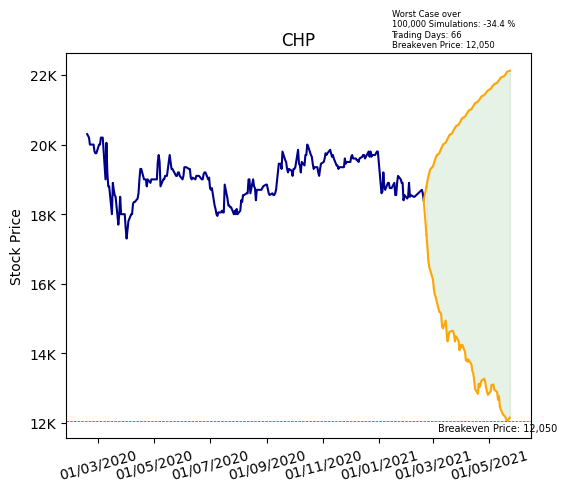 Worst Case over
100,000 Simulations: -34.4 %
Trading Days: 66
Breakeven Price: 12,050
CHP
Stock Price
22K
20K
18K
16K
14K
12K
Breakeven Price: 12,050
01/03/2020
01/05/2020
01/07/2020
01/09/2020
01/11/2020
01/01/2021
01/03/2021
01/05/2021